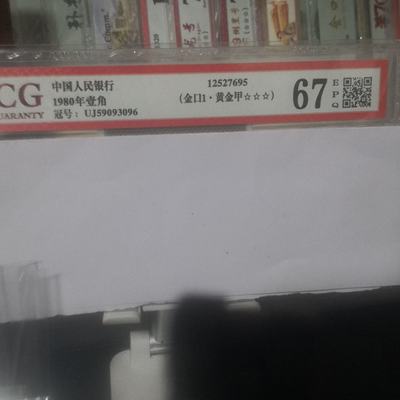 CG
UARANTY
中国人民银行
1980年壹角
冠号: UJ59093096
12527695
(金口1·黄金甲☆☆☆)
67
EPQ